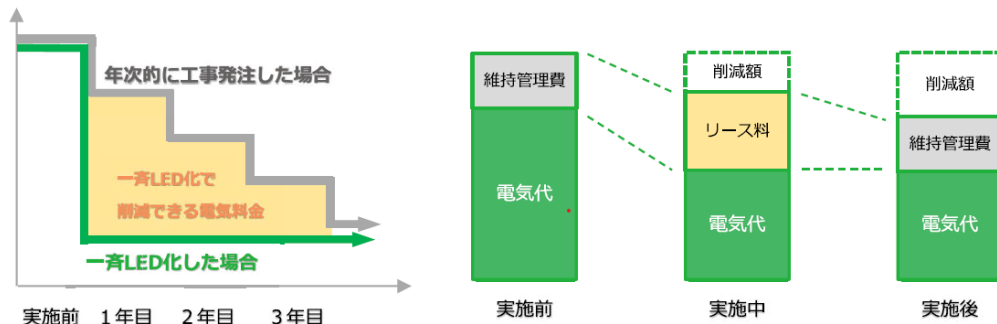 年次的に工事発注した場合
一斉LED化で
削減できる電気料金
一斉LED化した場合
実施前 1年目 2年目 3年目
維持管理費
電気代
実施前
削減額
リース料
電気代
実施中
削減額
維持管理費
電気代
実施後